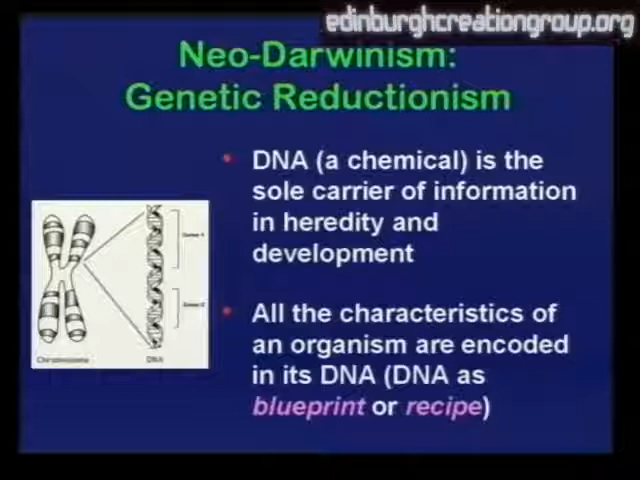 edinburghcreationgroup.org
Neo-Darwinism:
Genetic Reductionism
• DNA (a chemical) is the
sole carrier of information
in heredity and
development
• All the characteristics of
an organism are encoded
in its DNA (DNA as
blueprint or recipe)
Chromosome
DNA